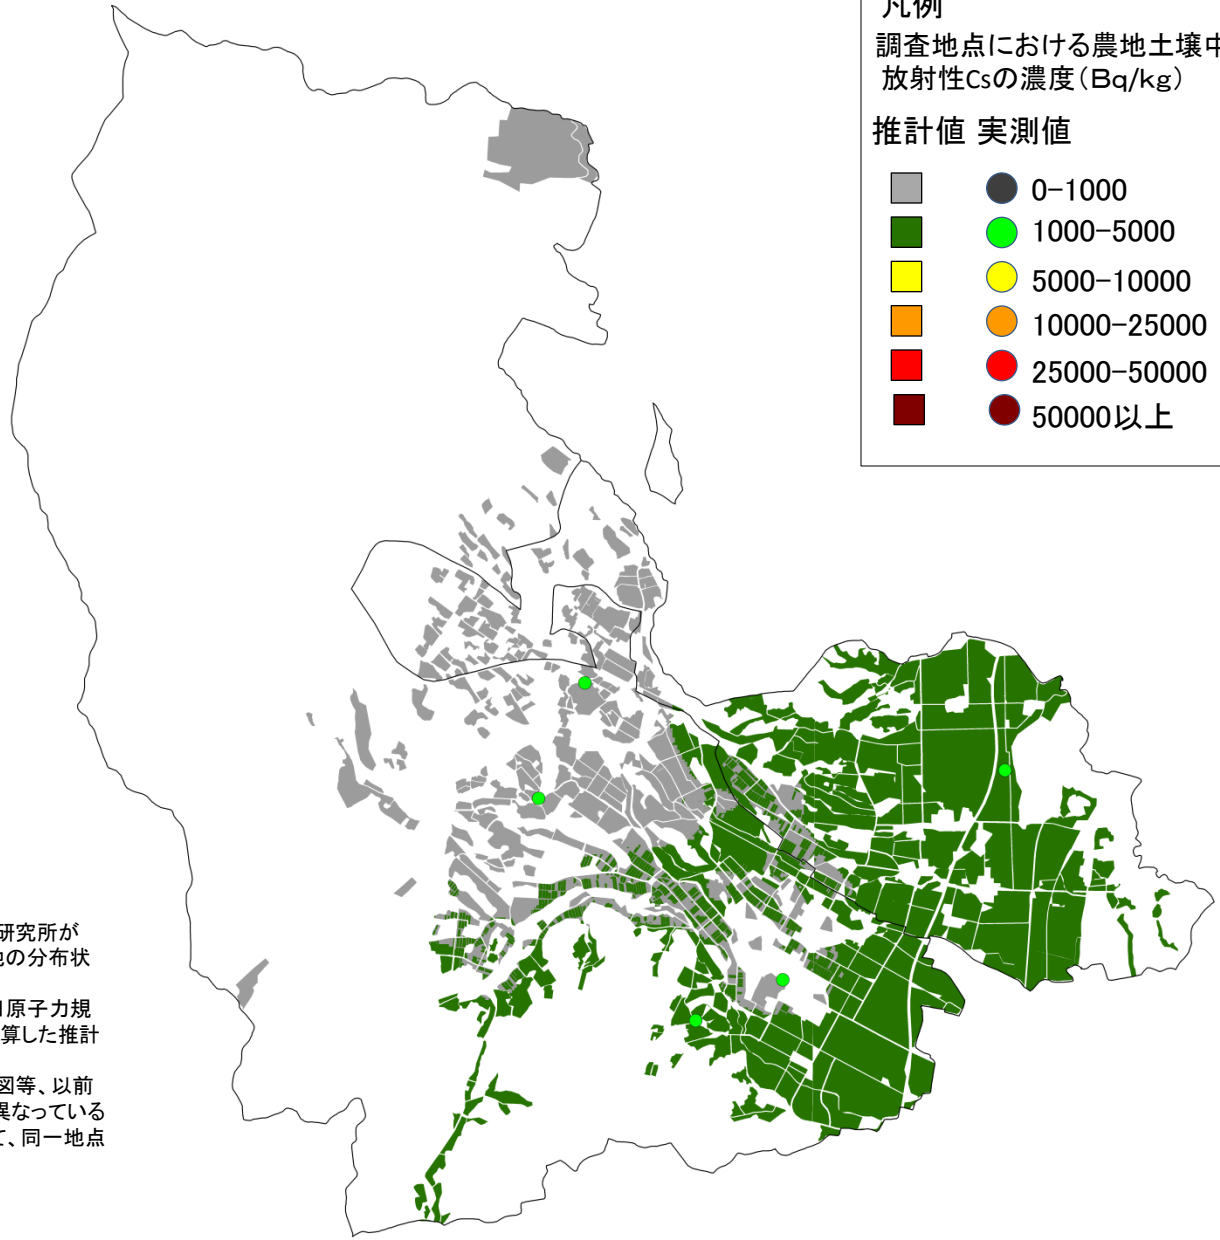 凡例
調査地点における農地土壌中
放射性Csの濃度(Bq/kg)
推計値 実測値
0-1000
1000-5000
5000-10000
10000-25000
25000-50000
50000以上
研究所が
他の分布状
原子力規
算した推計
図等、以前
異なっている
て、同一地点